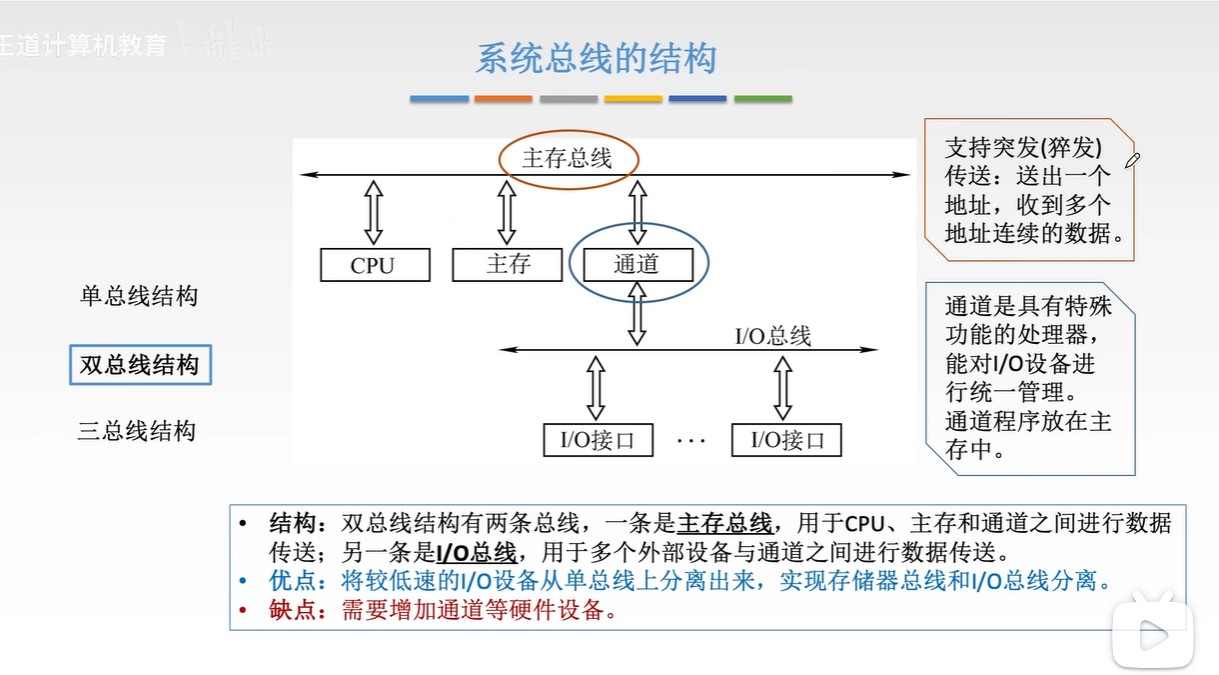 王道计算机教育
系统总线的结构
主存总线
CPU
主存
通道
I/O总线
I/O接口
···
I/O接口
单总线结构
双总线结构
三总线结构
支持突发(猝发)
传送：送出一个
地址，收到多个
地址连续的数据。
通道是具有特殊
功能的处理器，
能对I/O设备进
行统一管理。
通道程序放在主
存中。
• 结构：双总线结构有两条总线，一条是主存总线，用于CPU、主存和通道之间进行数据
传送；另一条是I/O总线，用于多个外部设备与通道之间进行数据传送。
• 优点：将较低速的I/O设备从单总线上分离出来，实现存储器总线和I/O总线分离。
• 缺点：需要增加通道等硬件设备。